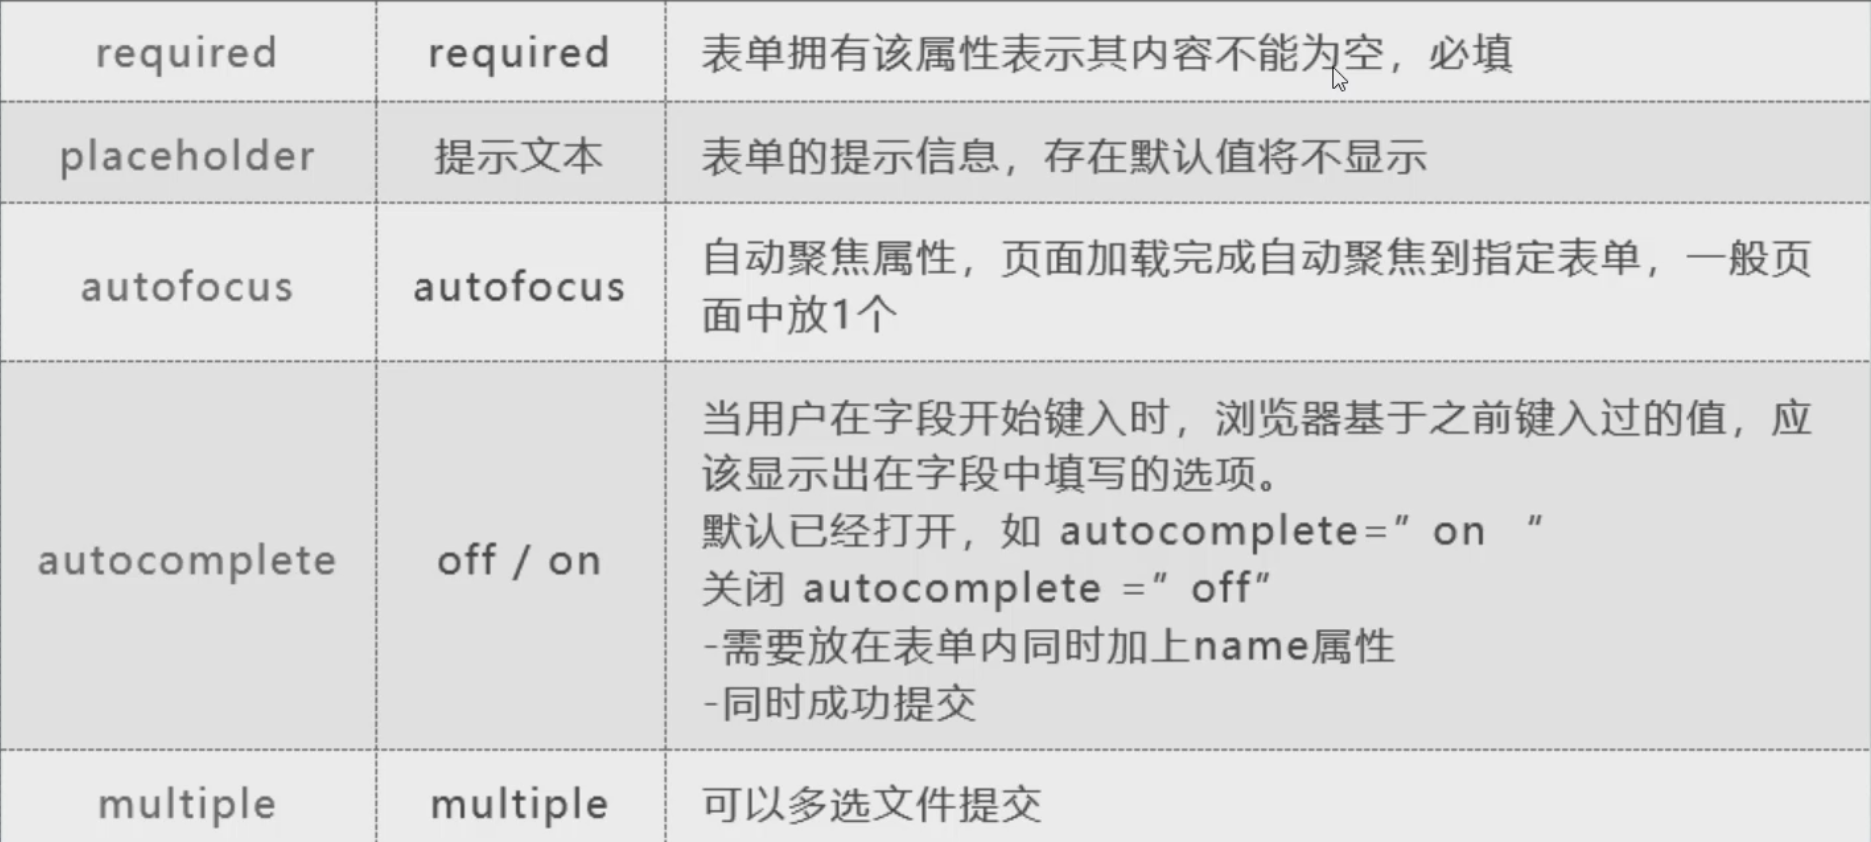 required required 表单拥有该属性表示其内容不能为空，必填
placeholder 提示文本 表单的提示信息，存在默认值将不显示
autofocus autofocus 自动聚焦属性，页面加载完成自动聚焦到指定表单，一般页
面中放1个
autocomplete off / on 当用户在字段开始键入时，浏览器基于之前键入过的值，应
该显示出在字段中填写的选项。
默认已经打开，如 autocomplete=” on “
关闭 autocomplete =” off”
-需要放在表单内同时加上name属性
-同时成功提交
multiple multiple 可以多选文件提交